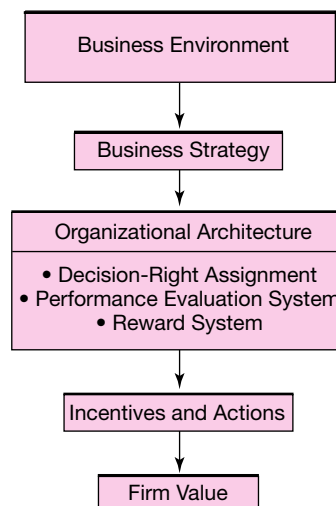 Business Environment
Business Strategy
Organizational Architecture
• Decision-Right Assignment
• Performance Evaluation System
• Reward System
Incentives and Actions
Firm Value